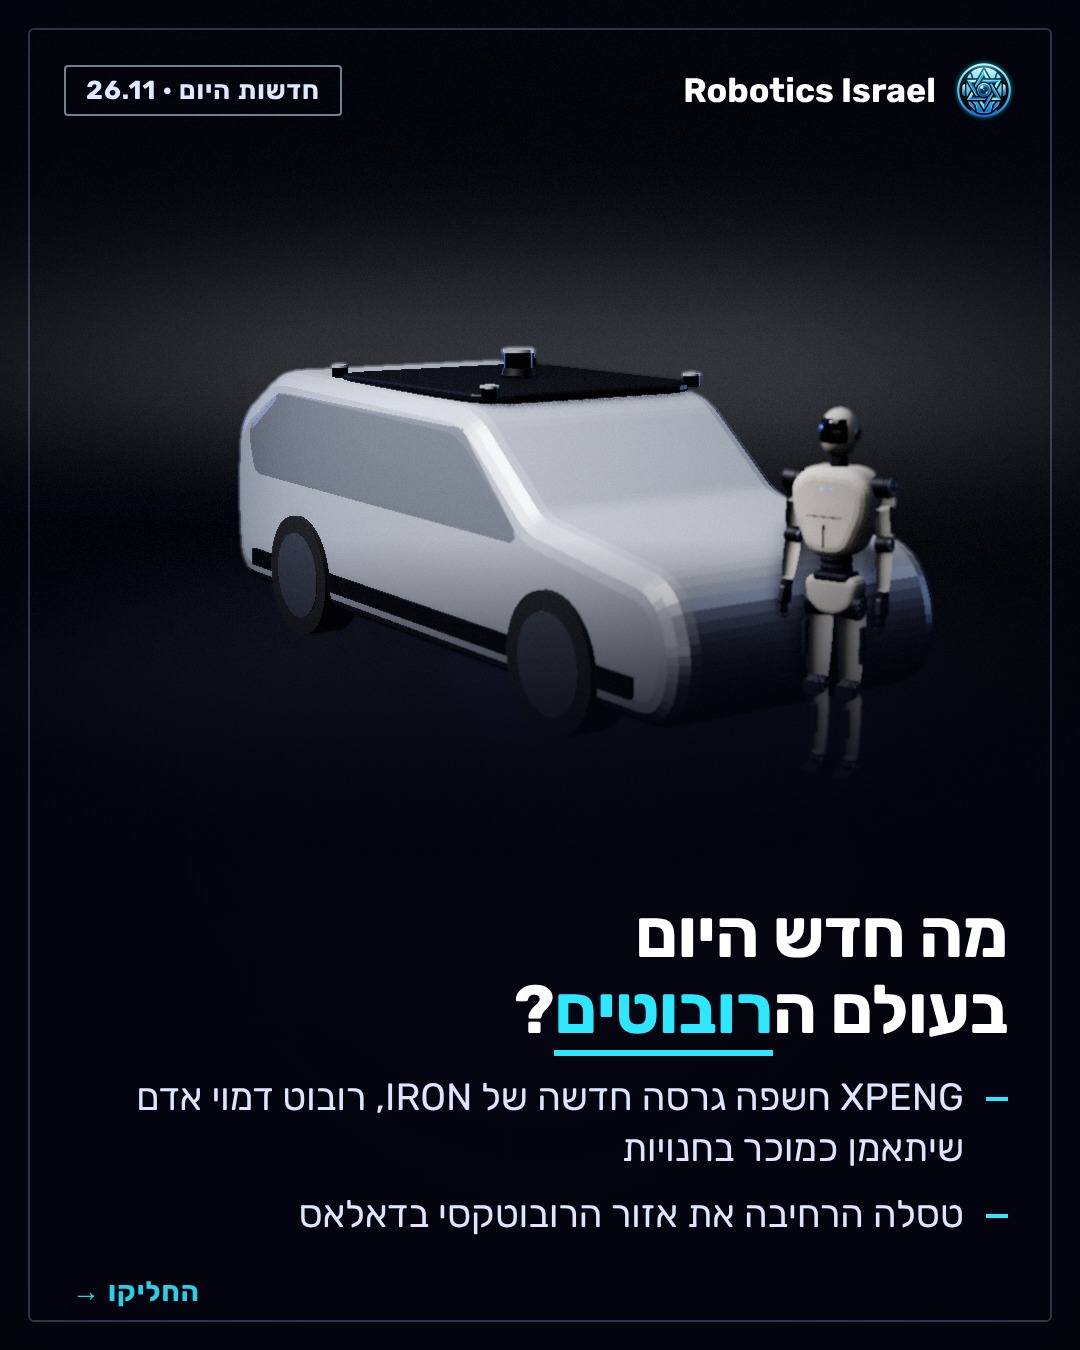 Robotics Israel
חדשות היום • 26.11
מה חדש היום
בעולם הרובוטים?
– XPENG חשפה גרסה חדשה של IRON, רובוט דמוי אדם
שיתאמן כמוכר בחנויות
– טסלה הרחיבה את אזור הרובוטקסי בדאלאס
החליקו →